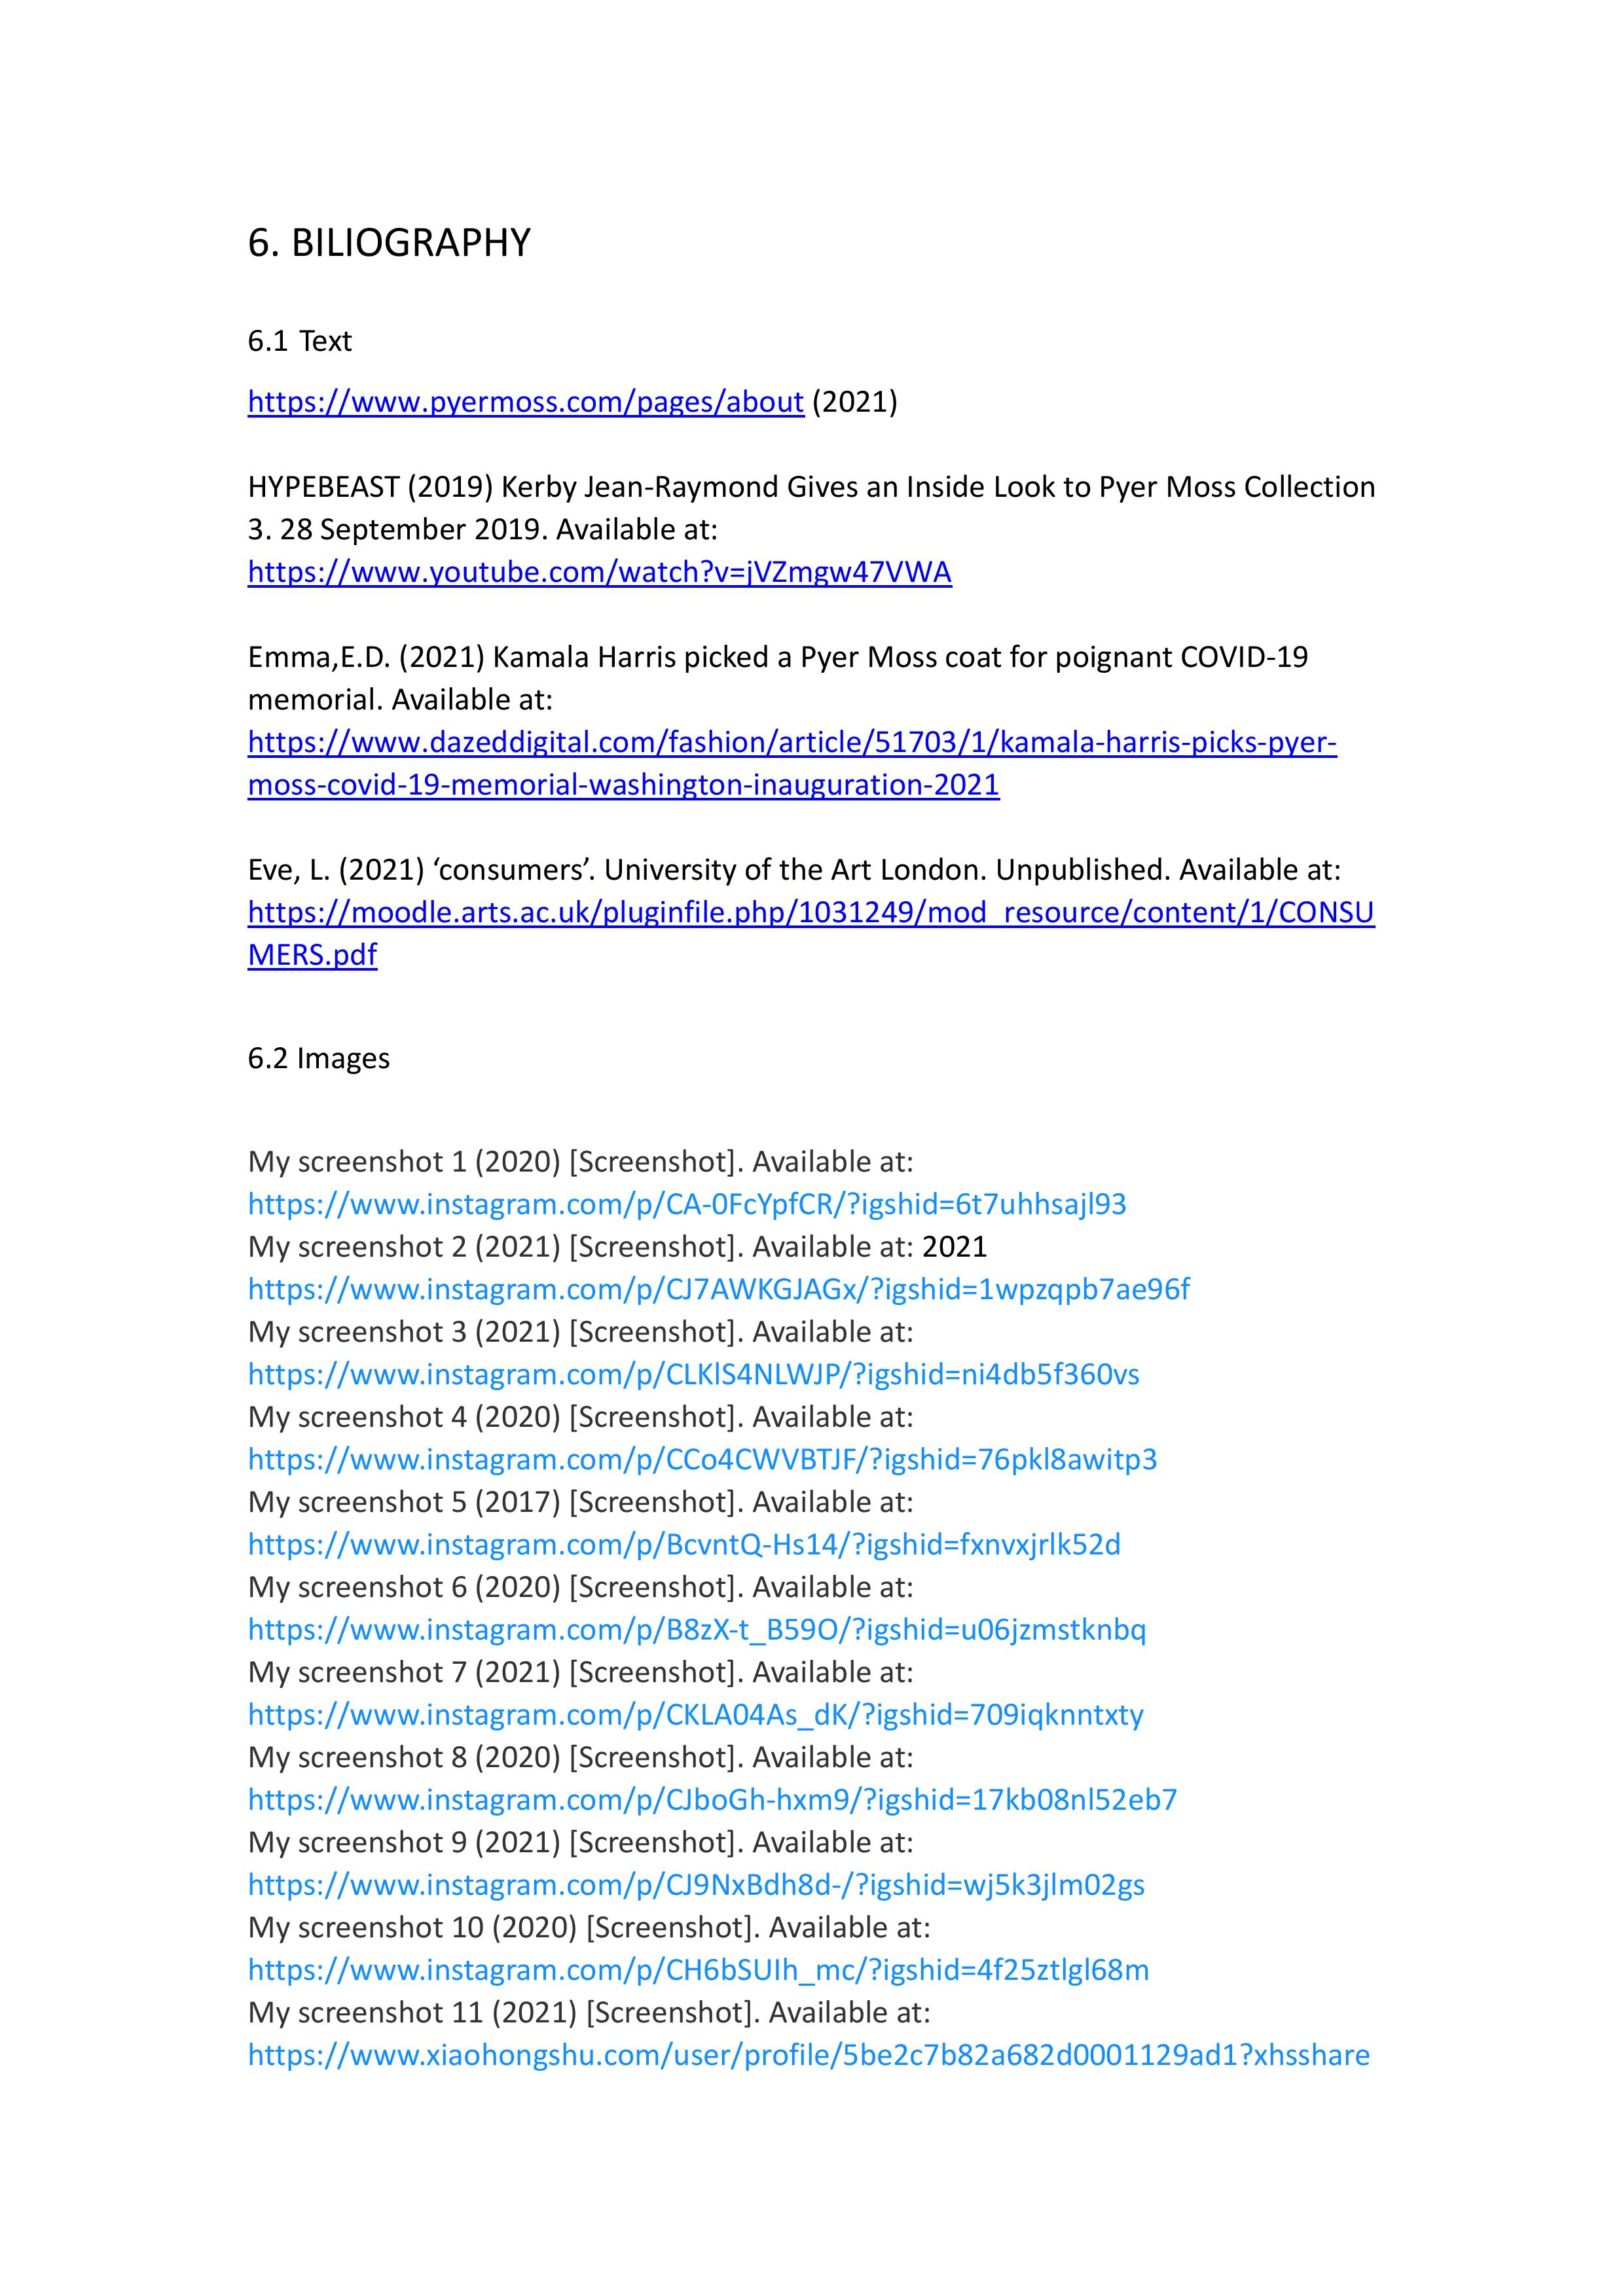 6. BILIOGRAPHY
6.1 Text
https://www.pyermoss.com/pages/about (2021)
HYPEBEAST (2019) Kerby Jean-Raymond Gives an Inside Look to Pyer Moss Collection
3. 28 September 2019. Available at:
https://www.youtube.com/watch?v=jVZmgw47VWA
Emma,E.D. (2021) Kamala Harris picked a Pyer Moss coat for poignant COVID-19
memorial. Available at:
https://www.dazeddigital.com/fashion/article/51703/1/kamala-harris-picks-pyer-
moss-covid-19-memorial-washington-inauguration-2021
Eve, L. (2021) ‘consumers’. University of the Art London. Unpublished. Available at:
https://moodle.arts.ac.uk/pluginfile.php/1031249/mod_resource/content/1/CONSU
MERS.pdf
6.2 Images
My screenshot 1 (2020) [Screenshot]. Available at:
https://www.instagram.com/p/CA-0FcYpfCR/?igshid=6t7uhhsajl93
My screenshot 2 (2021) [Screenshot]. Available at: 2021
https://www.instagram.com/p/CJ7AWKGJAGx/?igshid=1wpzqpb7ae96f
My screenshot 3 (2021) [Screenshot]. Available at:
https://www.instagram.com/p/CLKlS4NLWJP/?igshid=ni4db5f360vs
My screenshot 4 (2020) [Screenshot]. Available at:
https://www.instagram.com/p/CCo4CWVBTJF/?igshid=76pkl8awitp3
My screenshot 5 (2017) [Screenshot]. Available at:
https://www.instagram.com/p/BcvntQ-Hs14/?igshid=fxnvxjrlk52d
My screenshot 6 (2020) [Screenshot]. Available at:
https://www.instagram.com/p/B8zX-t_B59O/?igshid=u06jzmstknbq
My screenshot 7 (2021) [Screenshot]. Available at:
https://www.instagram.com/p/CKLA04As_dK/?igshid=709iqknntxty
My screenshot 8 (2020) [Screenshot]. Available at:
https://www.instagram.com/p/CJboGh-hxm9/?igshid=17kb08nl52eb7
My screenshot 9 (2021) [Screenshot]. Available at:
https://www.instagram.com/p/CJ9NxBdh8d-/?igshid=wj5k3jlm02gs
My screenshot 10 (2020) [Screenshot]. Available at:
https://www.instagram.com/p/CH6bSUIh_mc/?igshid=4f25ztlgl68m
My screenshot 11 (2021) [Screenshot]. Available at:
https://www.xiaohongshu.com/user/profile/5be2c7b82a682d0001129ad1?xhsshare